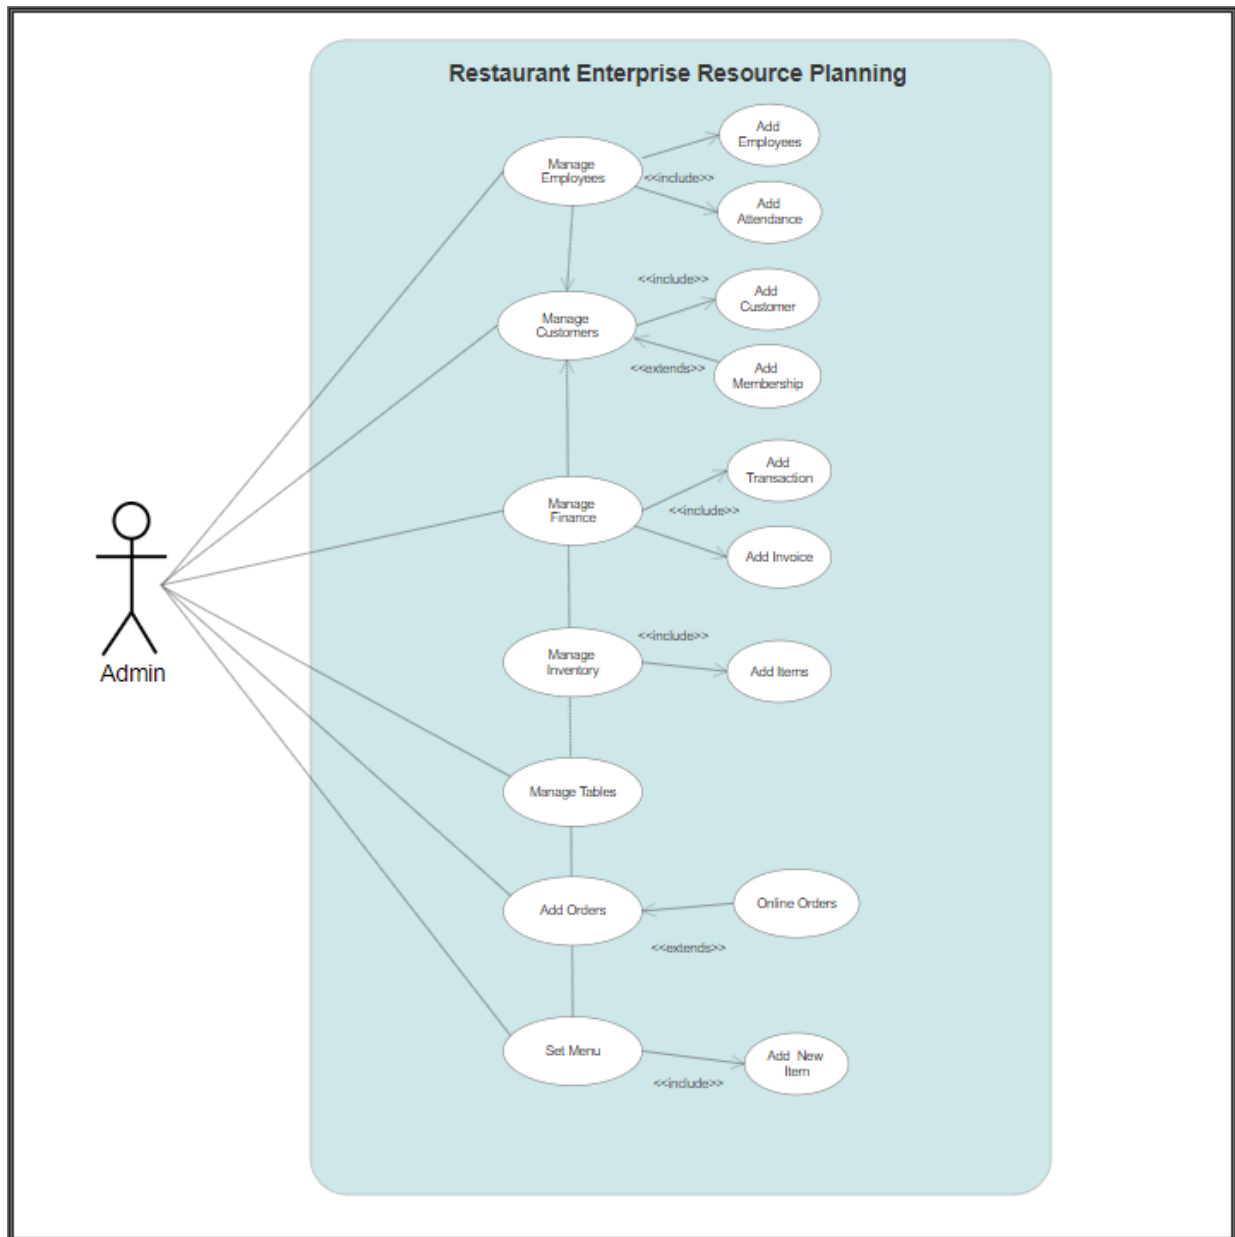 Restaurant Enterprise Resource Planning
Add
Employees
Manage
Employees
<<include>>
Add
Attendance
<<include>>
Add
Customer
Manage
Customers
<<extends>>
Add
Membership
Add
Transaction
Manage
Finance
<<include>>
Add Invoice
<<include>>
Manage
Inventory
Add Items
Admin
Manage Tables
Add Orders
Online Orders
<<extends>>
Set Menu
Add New
Item
<<include>>